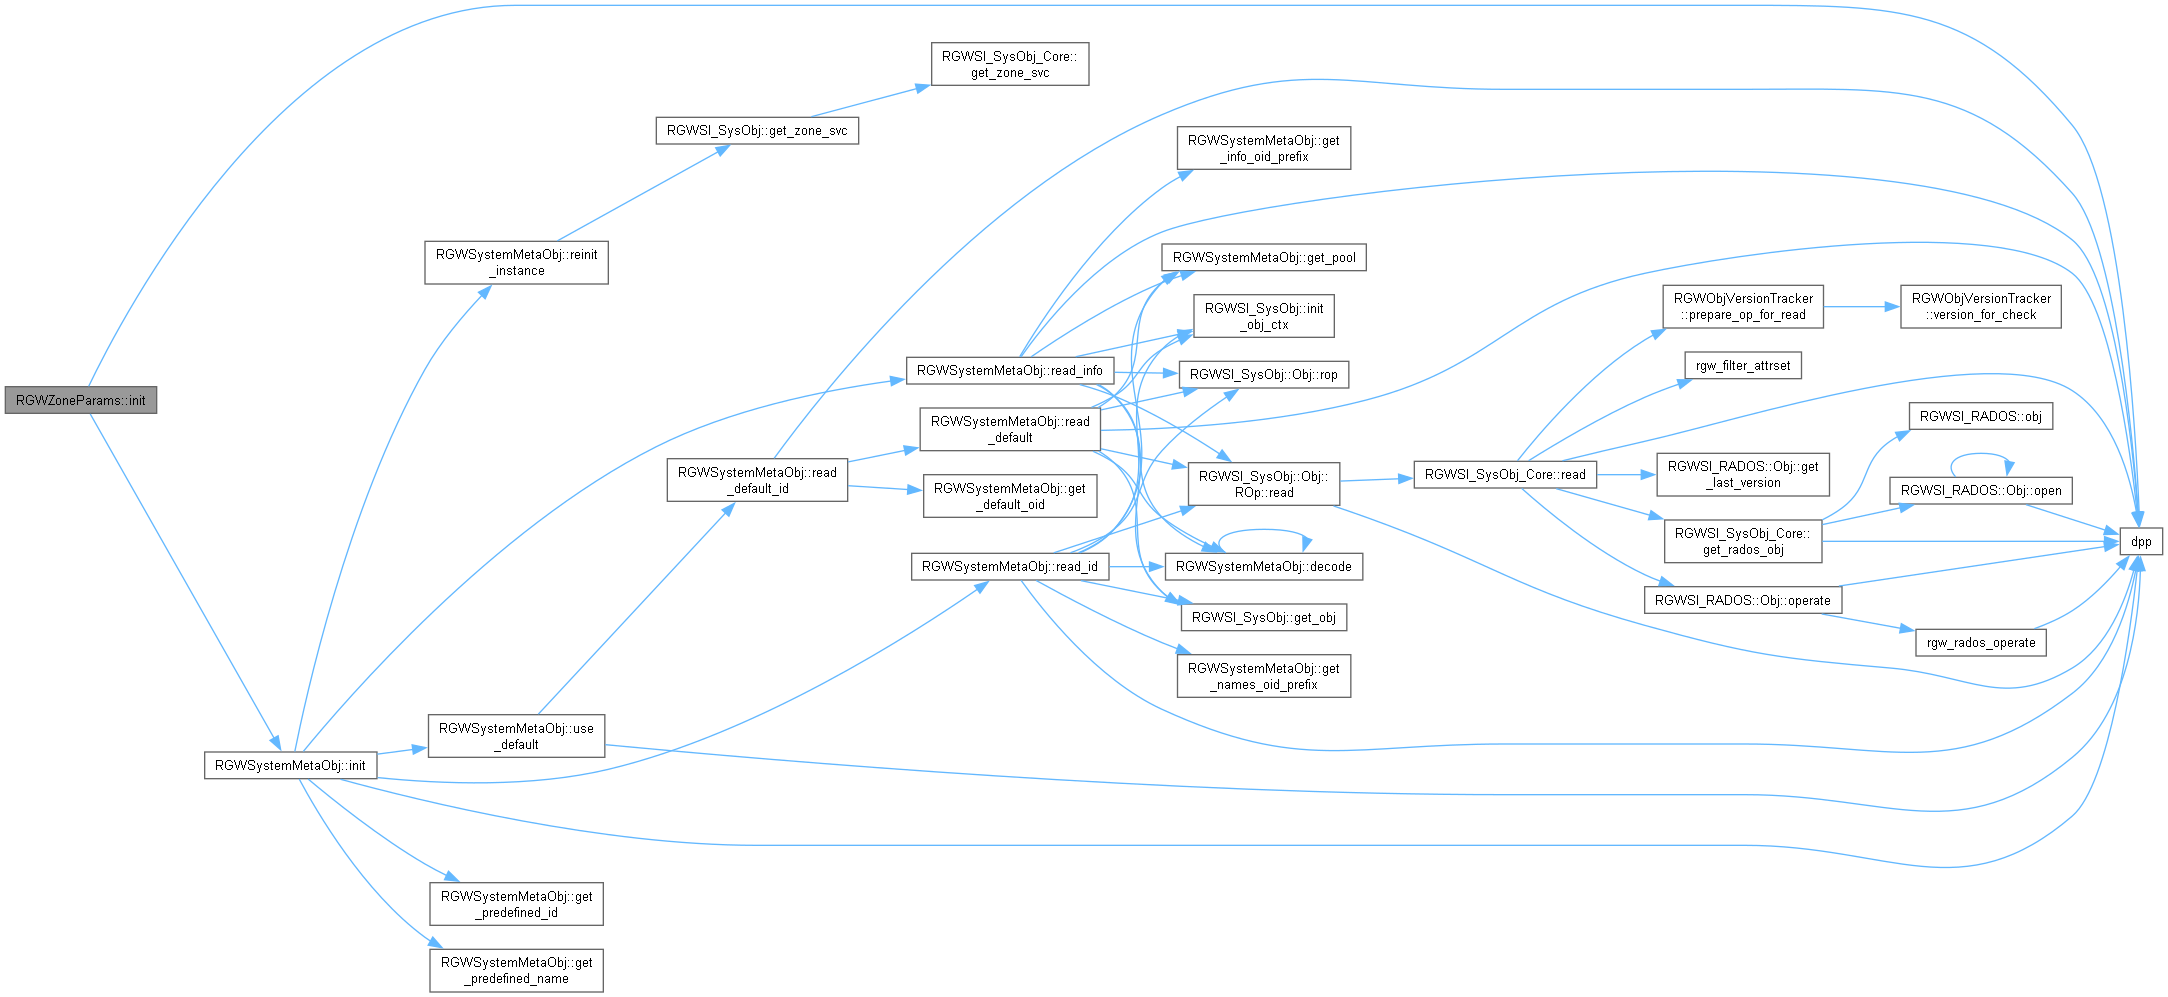 RGWZoneParams::init
RGWSystemMetaObj::init
RGWSystemMetaObj::reinit
_instance
RGWSystemMetaObj::use
_default
RGWSystemMetaObj::get
_predefined_id
RGWSystemMetaObj::get
_predefined_name
RGWSI_SysObj::get_zone_svc
RGWSystemMetaObj::read
_default_id
RGWSI_SysObj_Core::
get_zone_svc
RGWSystemMetaObj::read_info
RGWSystemMetaObj::read
_default
RGWSystemMetaObj::get
_default_oid
RGWSystemMetaObj::read_id
RGWSystemMetaObj::get
_info_oid_prefix
RGWSystemMetaObj::get_pool
RGWSI_SysObj::init
_obj_ctx
RGWSI_SysObj::Obj::rop
RGWSI_SysObj::Obj::
ROp::read
RGWSystemMetaObj::decode
RGWSI_SysObj::get_obj
RGWSystemMetaObj::get
_names_oid_prefix
RGWSI_SysObj_Core::read
RGWObjVersionTracker
::prepare_op_for_read
rgw_filter_attrset
RGWSI_RADOS::Obj::get
_last_version
RGWSI_SysObj_Core::
get_rados_obj
RGWSI_RADOS::Obj::operate
RGWObjVersionTracker
::version_for_check
RGWSI_RADOS::obj
RGWSI_RADOS::Obj::open
rgw_rados_operate
dpp